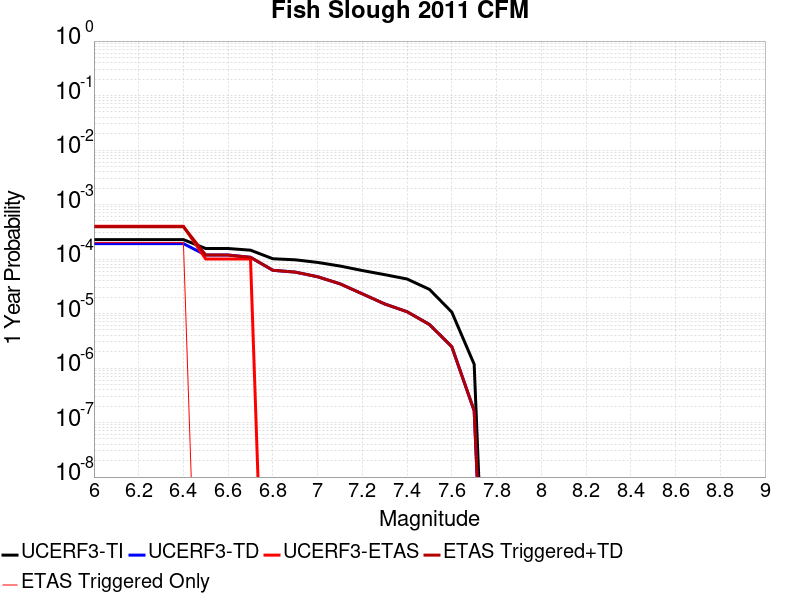 Fish Slough 2011 CFM
10^0
10^-1
10^-2
10^-3
10^-4
10^-5
10^-6
10^-7
10^-8
1 Year Probability
6 6.2 6.4 6.6 6.8 7 7.2 7.4 7.6 7.8 8 8.2 8.4 8.6 8.8 9
Magnitude
UCERF3-TI UCERF3-TD UCERF3-ETAS ETAS Triggered+TD
ETAS Triggered Only